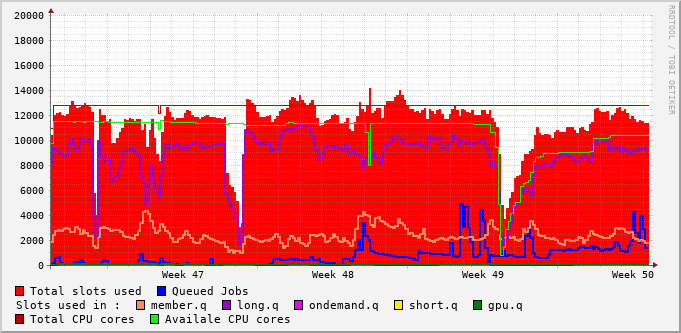 20000
18000
16000
14000
12000
10000
8000
6000
4000
2000
0
Week 47 Week 48 Week 49 Week 50
RRDTOOL / TOBI OETIKER
Total slots used Queued Jobs
Slots used in : member.q long.q ondemand.q short.q gpu.q
Total CPU cores Availale CPU cores